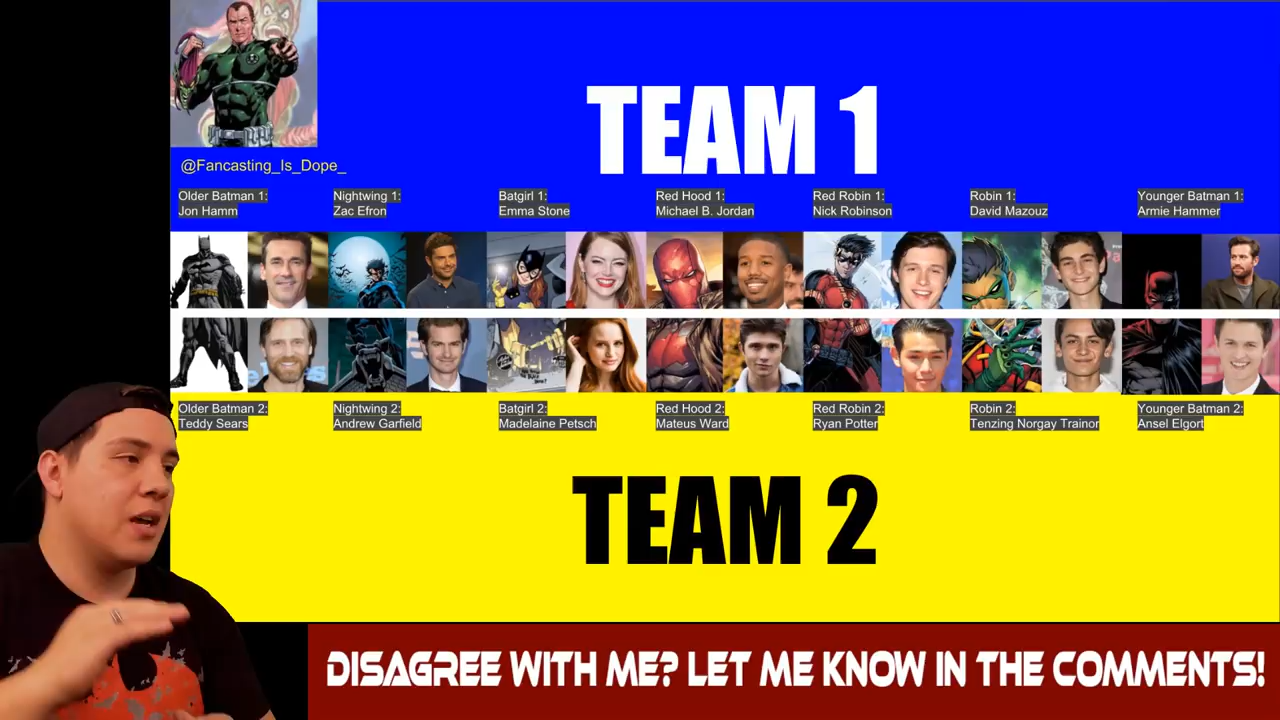 TEAM 1
@Fancasting_Is_Dope_
Older Batman 1:
Jon Hamm
Nightwing 1:
Zac Efron
Batgirl 1:
Emma Stone
Red Hood 1:
Michael B. Jordan
Red Robin 1:
Nick Robinson
Robin 1:
David Mazouz
Younger Batman 1:
Armie Hammer
Older Batman 2:
Teddy Sears
Nightwing 2:
Andrew Garfield
Batgirl 2:
Madelaine Petsch
Red Hood 2:
Mateus Ward
Red Robin 2:
Ryan Potter
Robin 2:
Tenzing Norgay Trainor
Younger Batman 2:
Ansel Elgort
TEAM 2
DISAGREE WITH ME? LET ME KNOW IN THE COMMENTS!